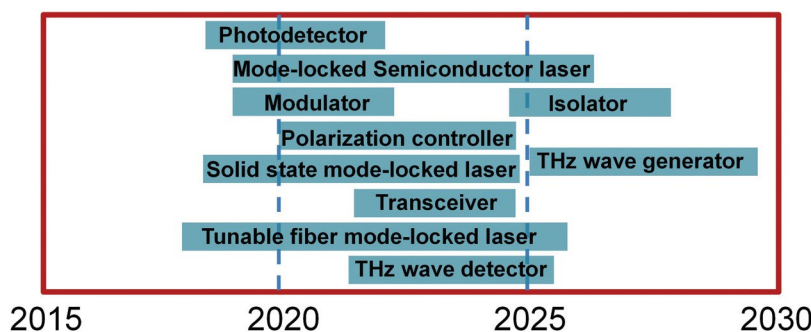 Photodetector
Mode-locked Semiconductor laser
Modulator
Isolator
Polarization controller
THz wave generator
Solid state mode-locked laser
Transceiver
Tunable fiber mode-locked laser
THz wave detector
2015 2020 2025 2030